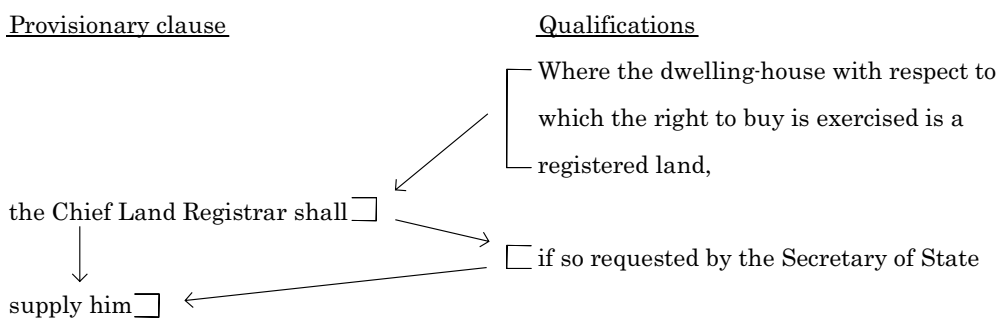 Provisionary clause
Qualifications
Where the dwelling-house with respect to
which the right to buy is exercised is a
registered land,
the Chief Land Registrar shall
if so requested by the Secretary of State
supply him